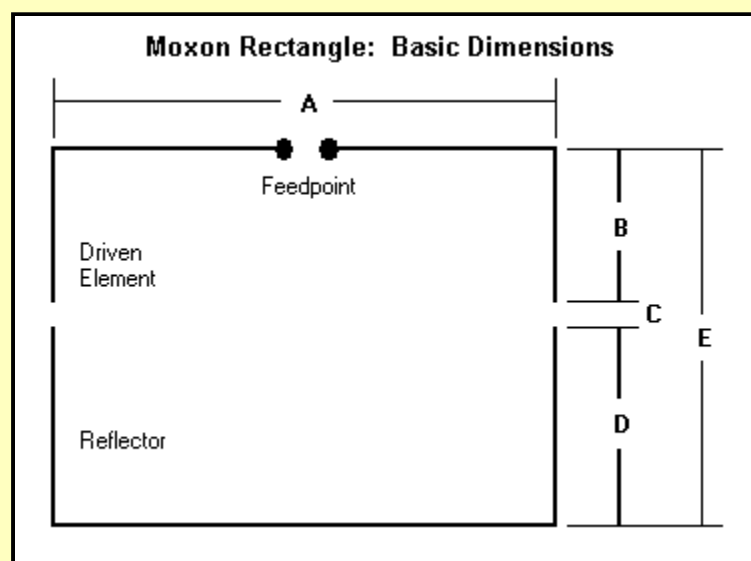 Moxon Rectangle: Basic Dimensions
A
Feedpoint
B
Driven
Element
C
E
D
Reflector